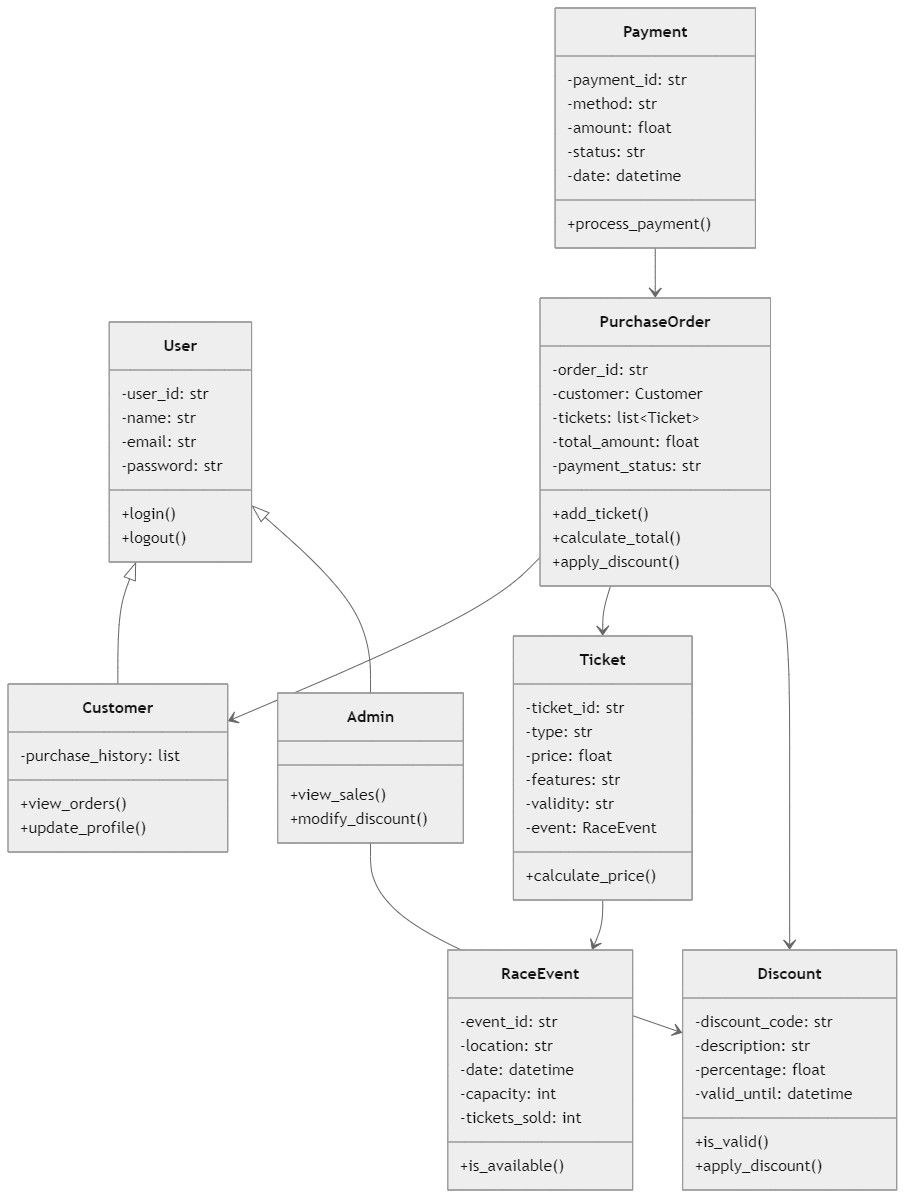 Payment
-payment_id: str
-method: str
-amount: float
-status: str
-date: datetime
+process_payment()
PurchaseOrder
-order_id: str
-customer: Customer
-tickets: list<Ticket>
-total_amount: float
-payment_status: str
+add_ticket()
+calculate_total()
+apply_discount()
User
-user_id: str
-name: str
-email: str
-password: str
+login()
+logout()
Customer
-purchase_history: list
+view_orders()
+update_profile()
Admin
+view_sales()
+modify_discount()
Ticket
-ticket_id: str
-type: str
-price: float
-features: str
-validity: str
-event: RaceEvent
+calculate_price()
RaceEvent
-event_id: str
-location: str
-date: datetime
-capacity: int
-tickets_sold: int
+is_available()
Discount
-discount_code: str
-description: str
-percentage: float
-valid_until: datetime
+is_valid()
+apply_discount()